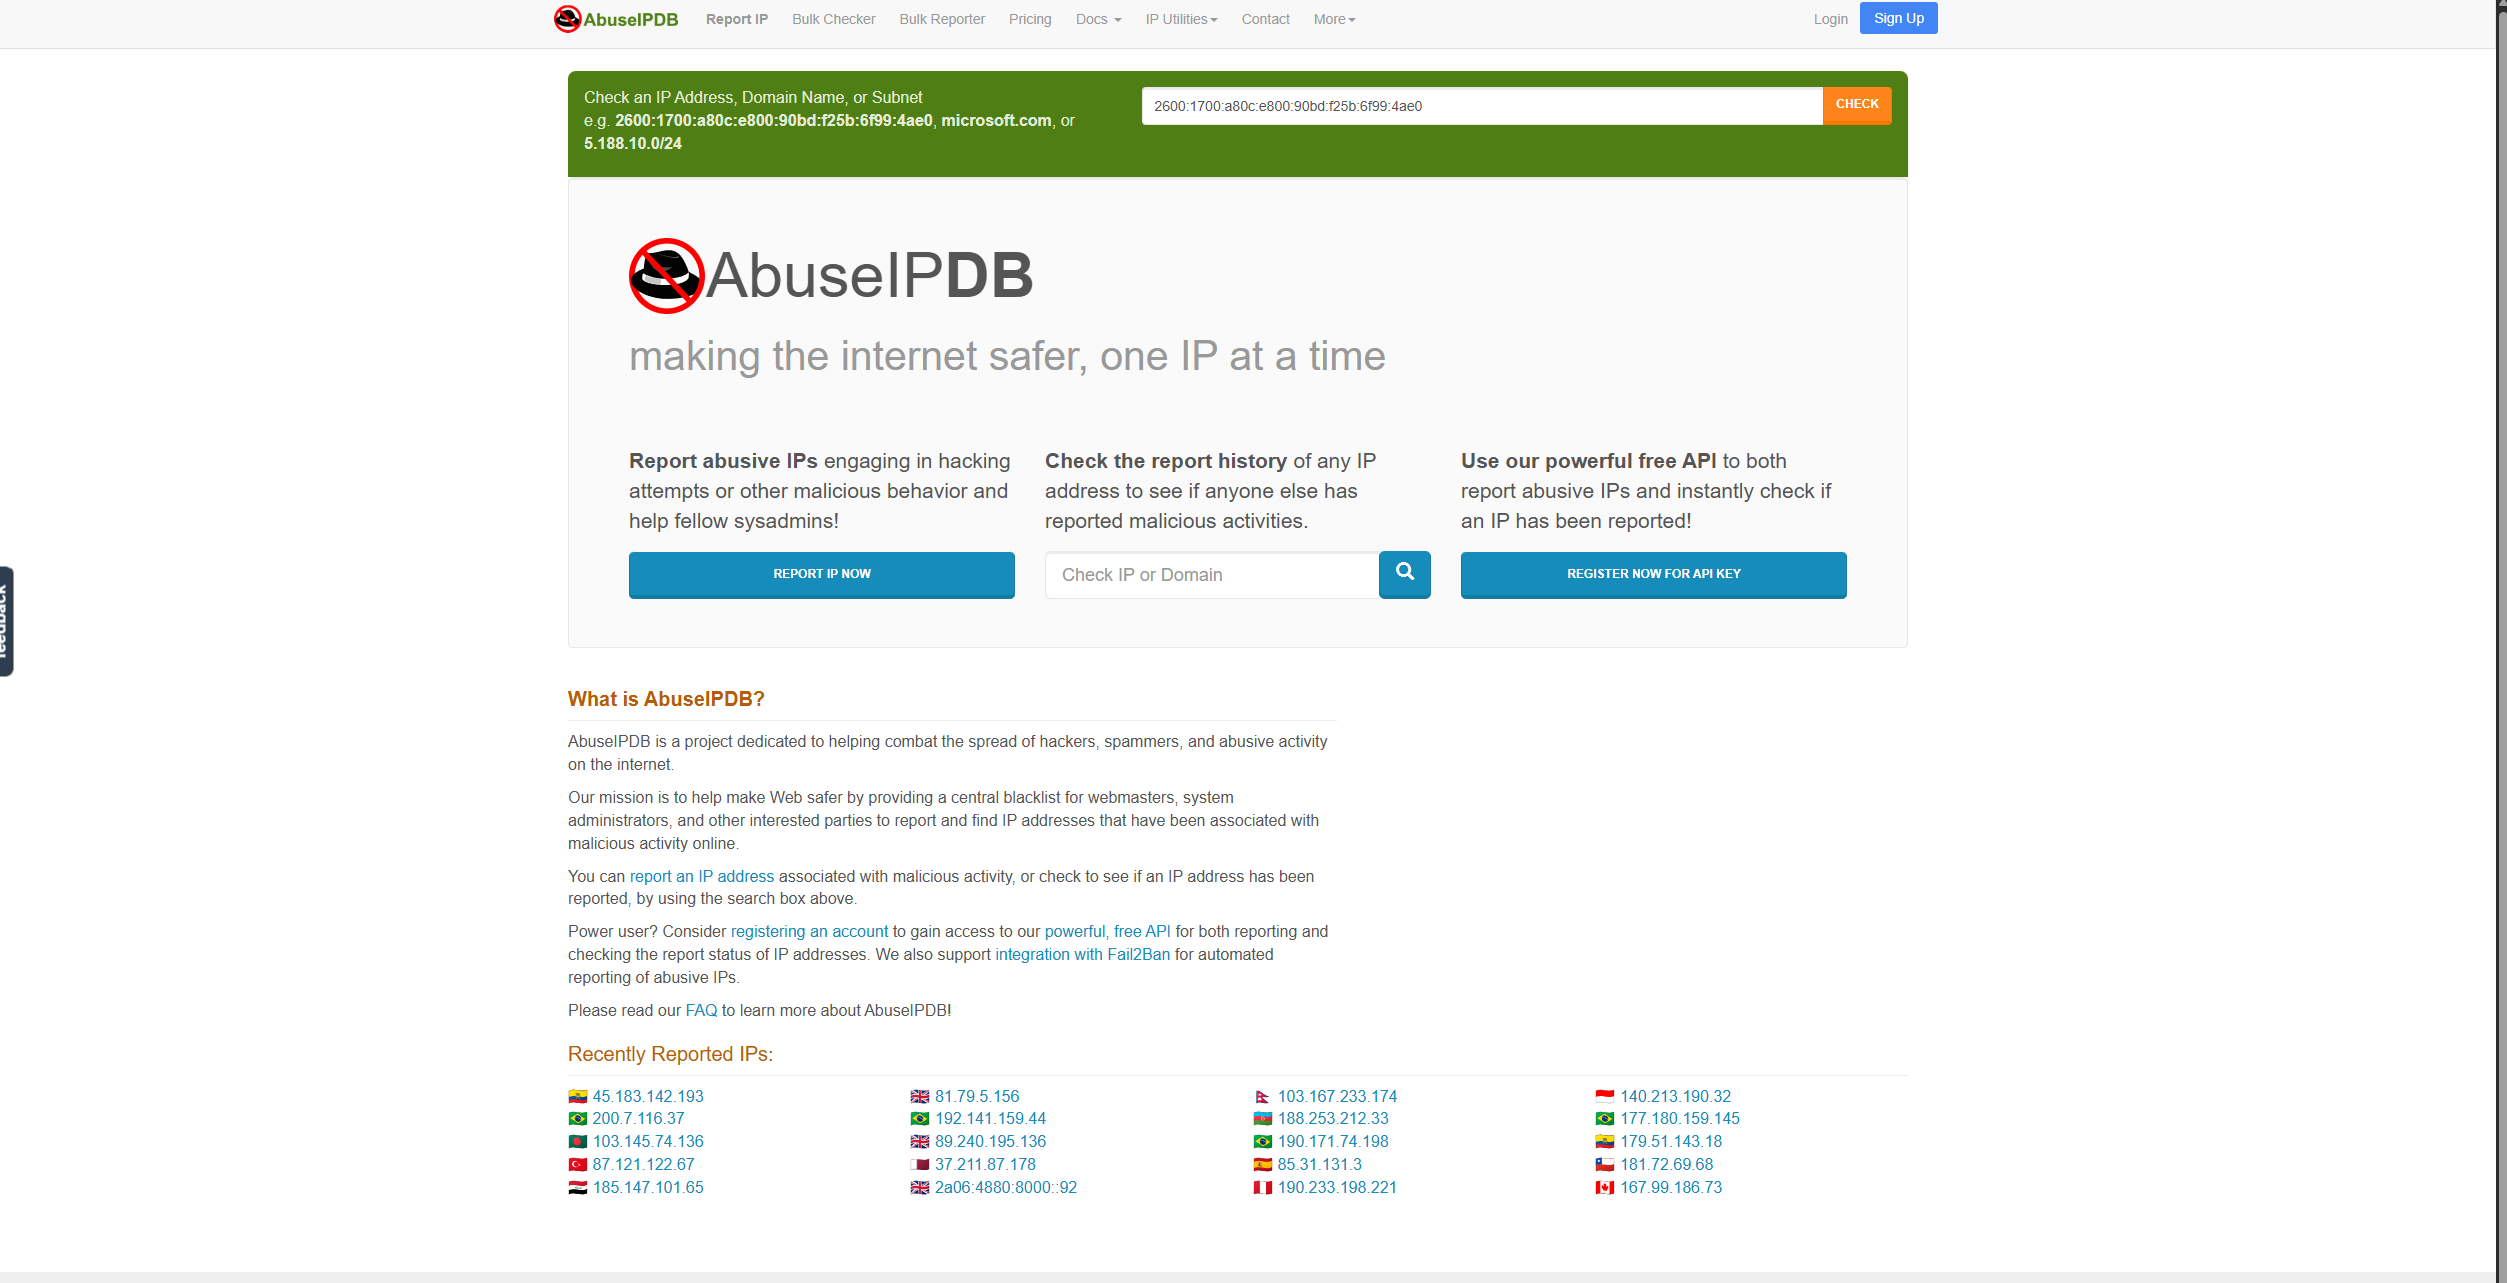 AbuseIPDB Report IP Bulk Checker Bulk Reporter Pricing Docs IP Utilities Contact More Login Sign Up
Check an IP Address, Domain Name, or Subnet
e.g. 2600:1700:a80c:e800:90bd:f25b:6f99:4ae0, microsoft.com, or
5.188.10.0/24
2600:1700:a80c:e800:90bd:f25b:6f99:4ae0 CHECK
AbuseIPDB
making the internet safer, one IP at a time
Report abusive IPs engaging in hacking
attempts or other malicious behavior and
help fellow sysadmins!
REPORT IP NOW
Check the report history of any IP
address to see if anyone else has
reported malicious activities.
Check IP or Domain
Use our powerful free API to both
report abusive IPs and instantly check if
an IP has been reported!
REGISTER NOW FOR API KEY
feedback
What is AbuseIPDB?
AbuseIPDB is a project dedicated to helping combat the spread of hackers, spammers, and abusive activity
on the internet.
Our mission is to help make Web safer by providing a central blacklist for webmasters, system
administrators, and other interested parties to report and find IP addresses that have been associated with
malicious activity online.
You can report an IP address associated with malicious activity, or check to see if an IP address has been
reported, by using the search box above.
Power user? Consider registering an account to gain access to our powerful, free API for both reporting and
checking the report status of IP addresses. We also support integration with Fail2Ban for automated
reporting of abusive IPs.
Please read our FAQ to learn more about AbuseIPDB!
Recently Reported IPs:
45.183.142.193 81.79.5.156 103.167.233.174 140.213.190.32
200.7.116.37 192.141.159.44 188.253.212.33 177.180.159.145
103.145.74.136 89.240.195.136 190.171.74.198 179.51.143.18
87.121.122.67 37.211.87.178 85.31.131.3 181.72.69.68
185.147.101.65 2a06:4880:8000::92 190.233.198.221 167.99.186.73